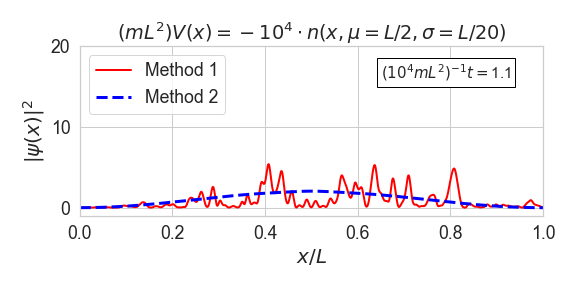 (mL²)V(x) = −10⁴ · n(x, μ = L/2, σ = L/20)
Method 1
Method 2
(10⁴mL²)⁻¹t = 1.1
|ψ(x)|²
20
10
0
0.0 0.2 0.4 0.6 0.8 1.0
x/L